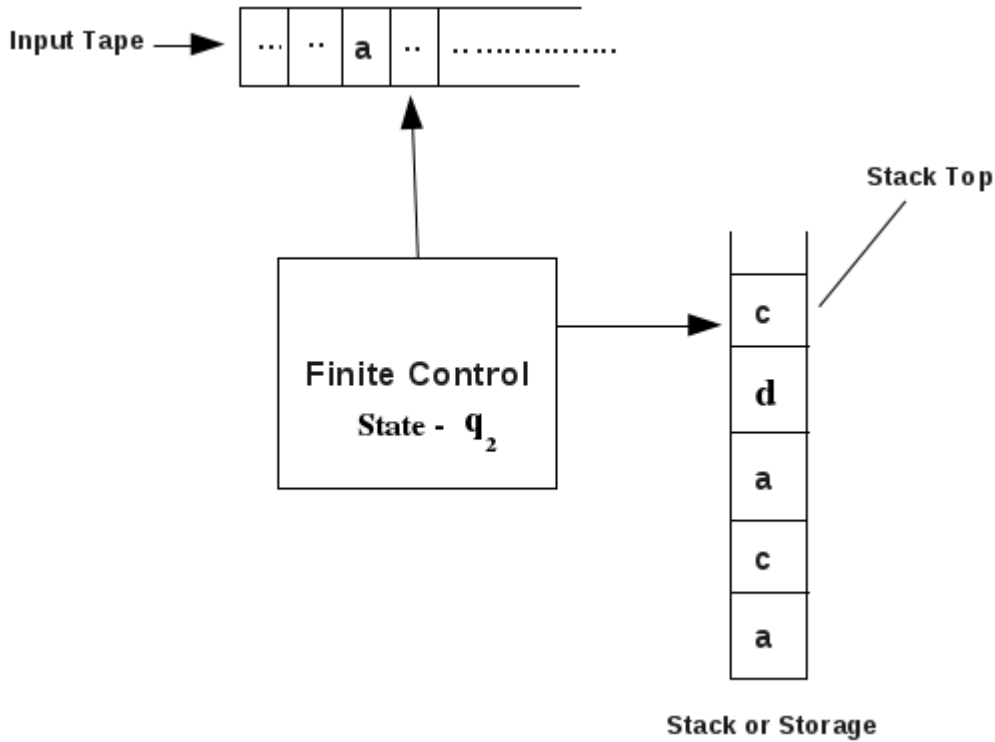 Input Tape
... .. a .. .. ...............
Stack Top
c
Finite Control
d
State - q₂
a
c
a
Stack or Storage